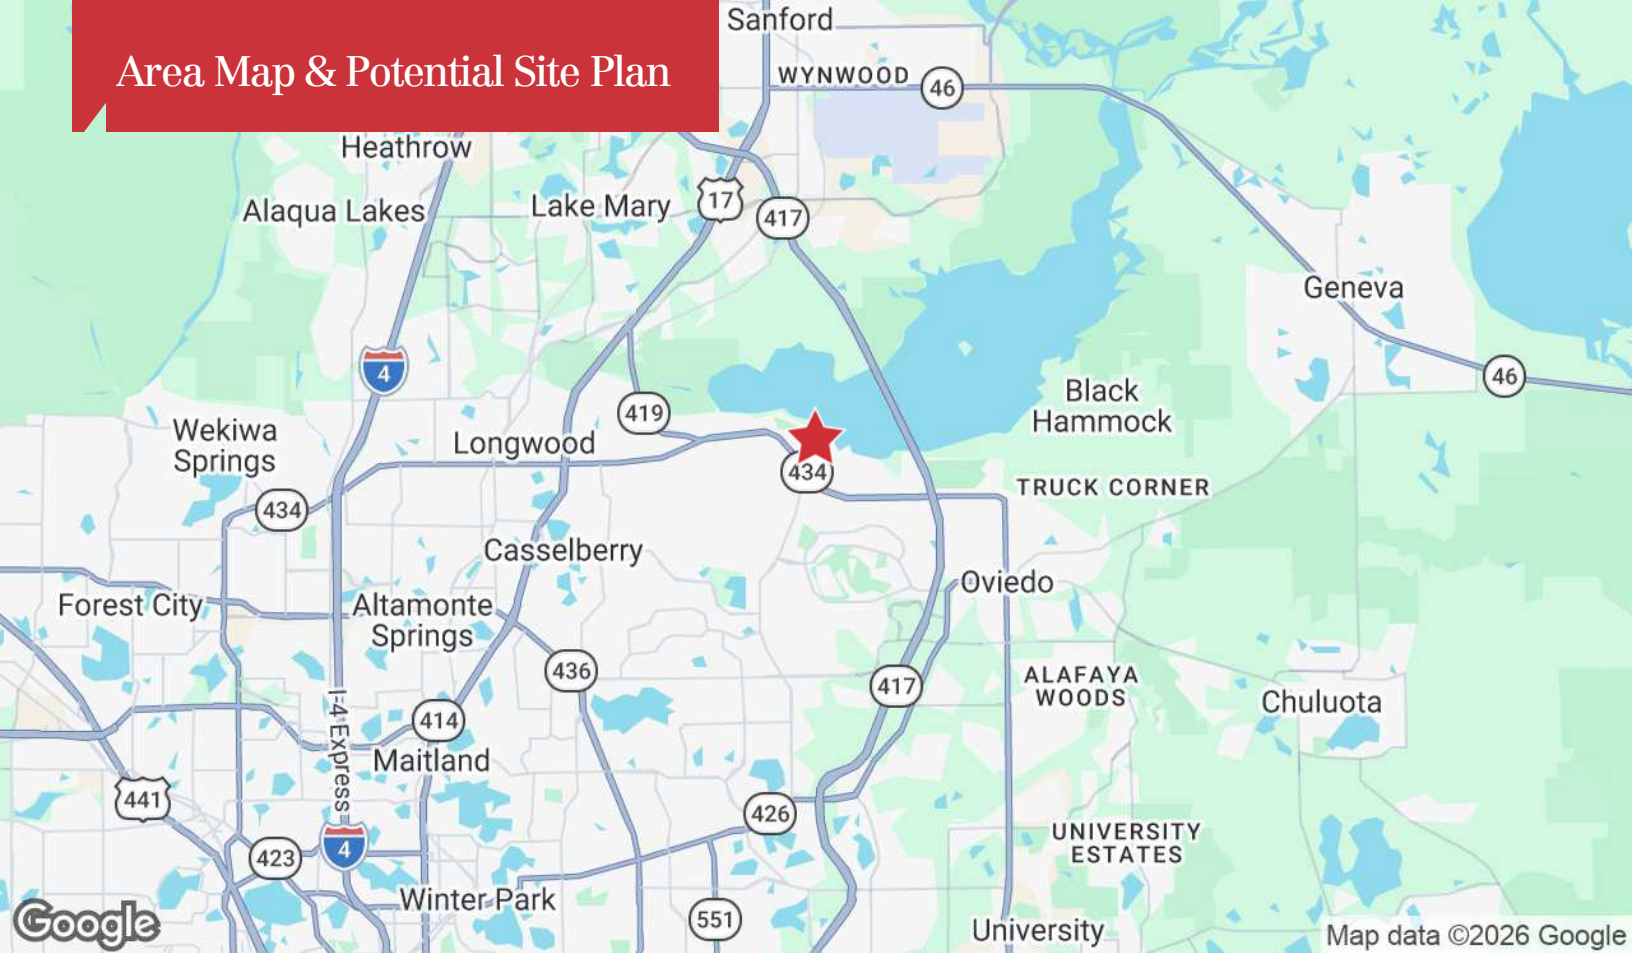 Sanford
Area Map & Potential Site Plan
WYNWOOD
46
Heathrow
17
Alaqua Lakes
Lake Mary
417
Geneva
4
46
Black
Hammock
419
Wekiwa
Springs
Longwood
434
TRUCK CORNER
434
Casselberry
Oviedo
Forest City
Altamonte
Springs
436
417
ALAFAYA
WOODS
Chuluota
414
I-4 Express
Maitland
441
426
UNIVERSITY
ESTATES
423
4
Winter Park
551
University
Google
Map data ©2026 Google